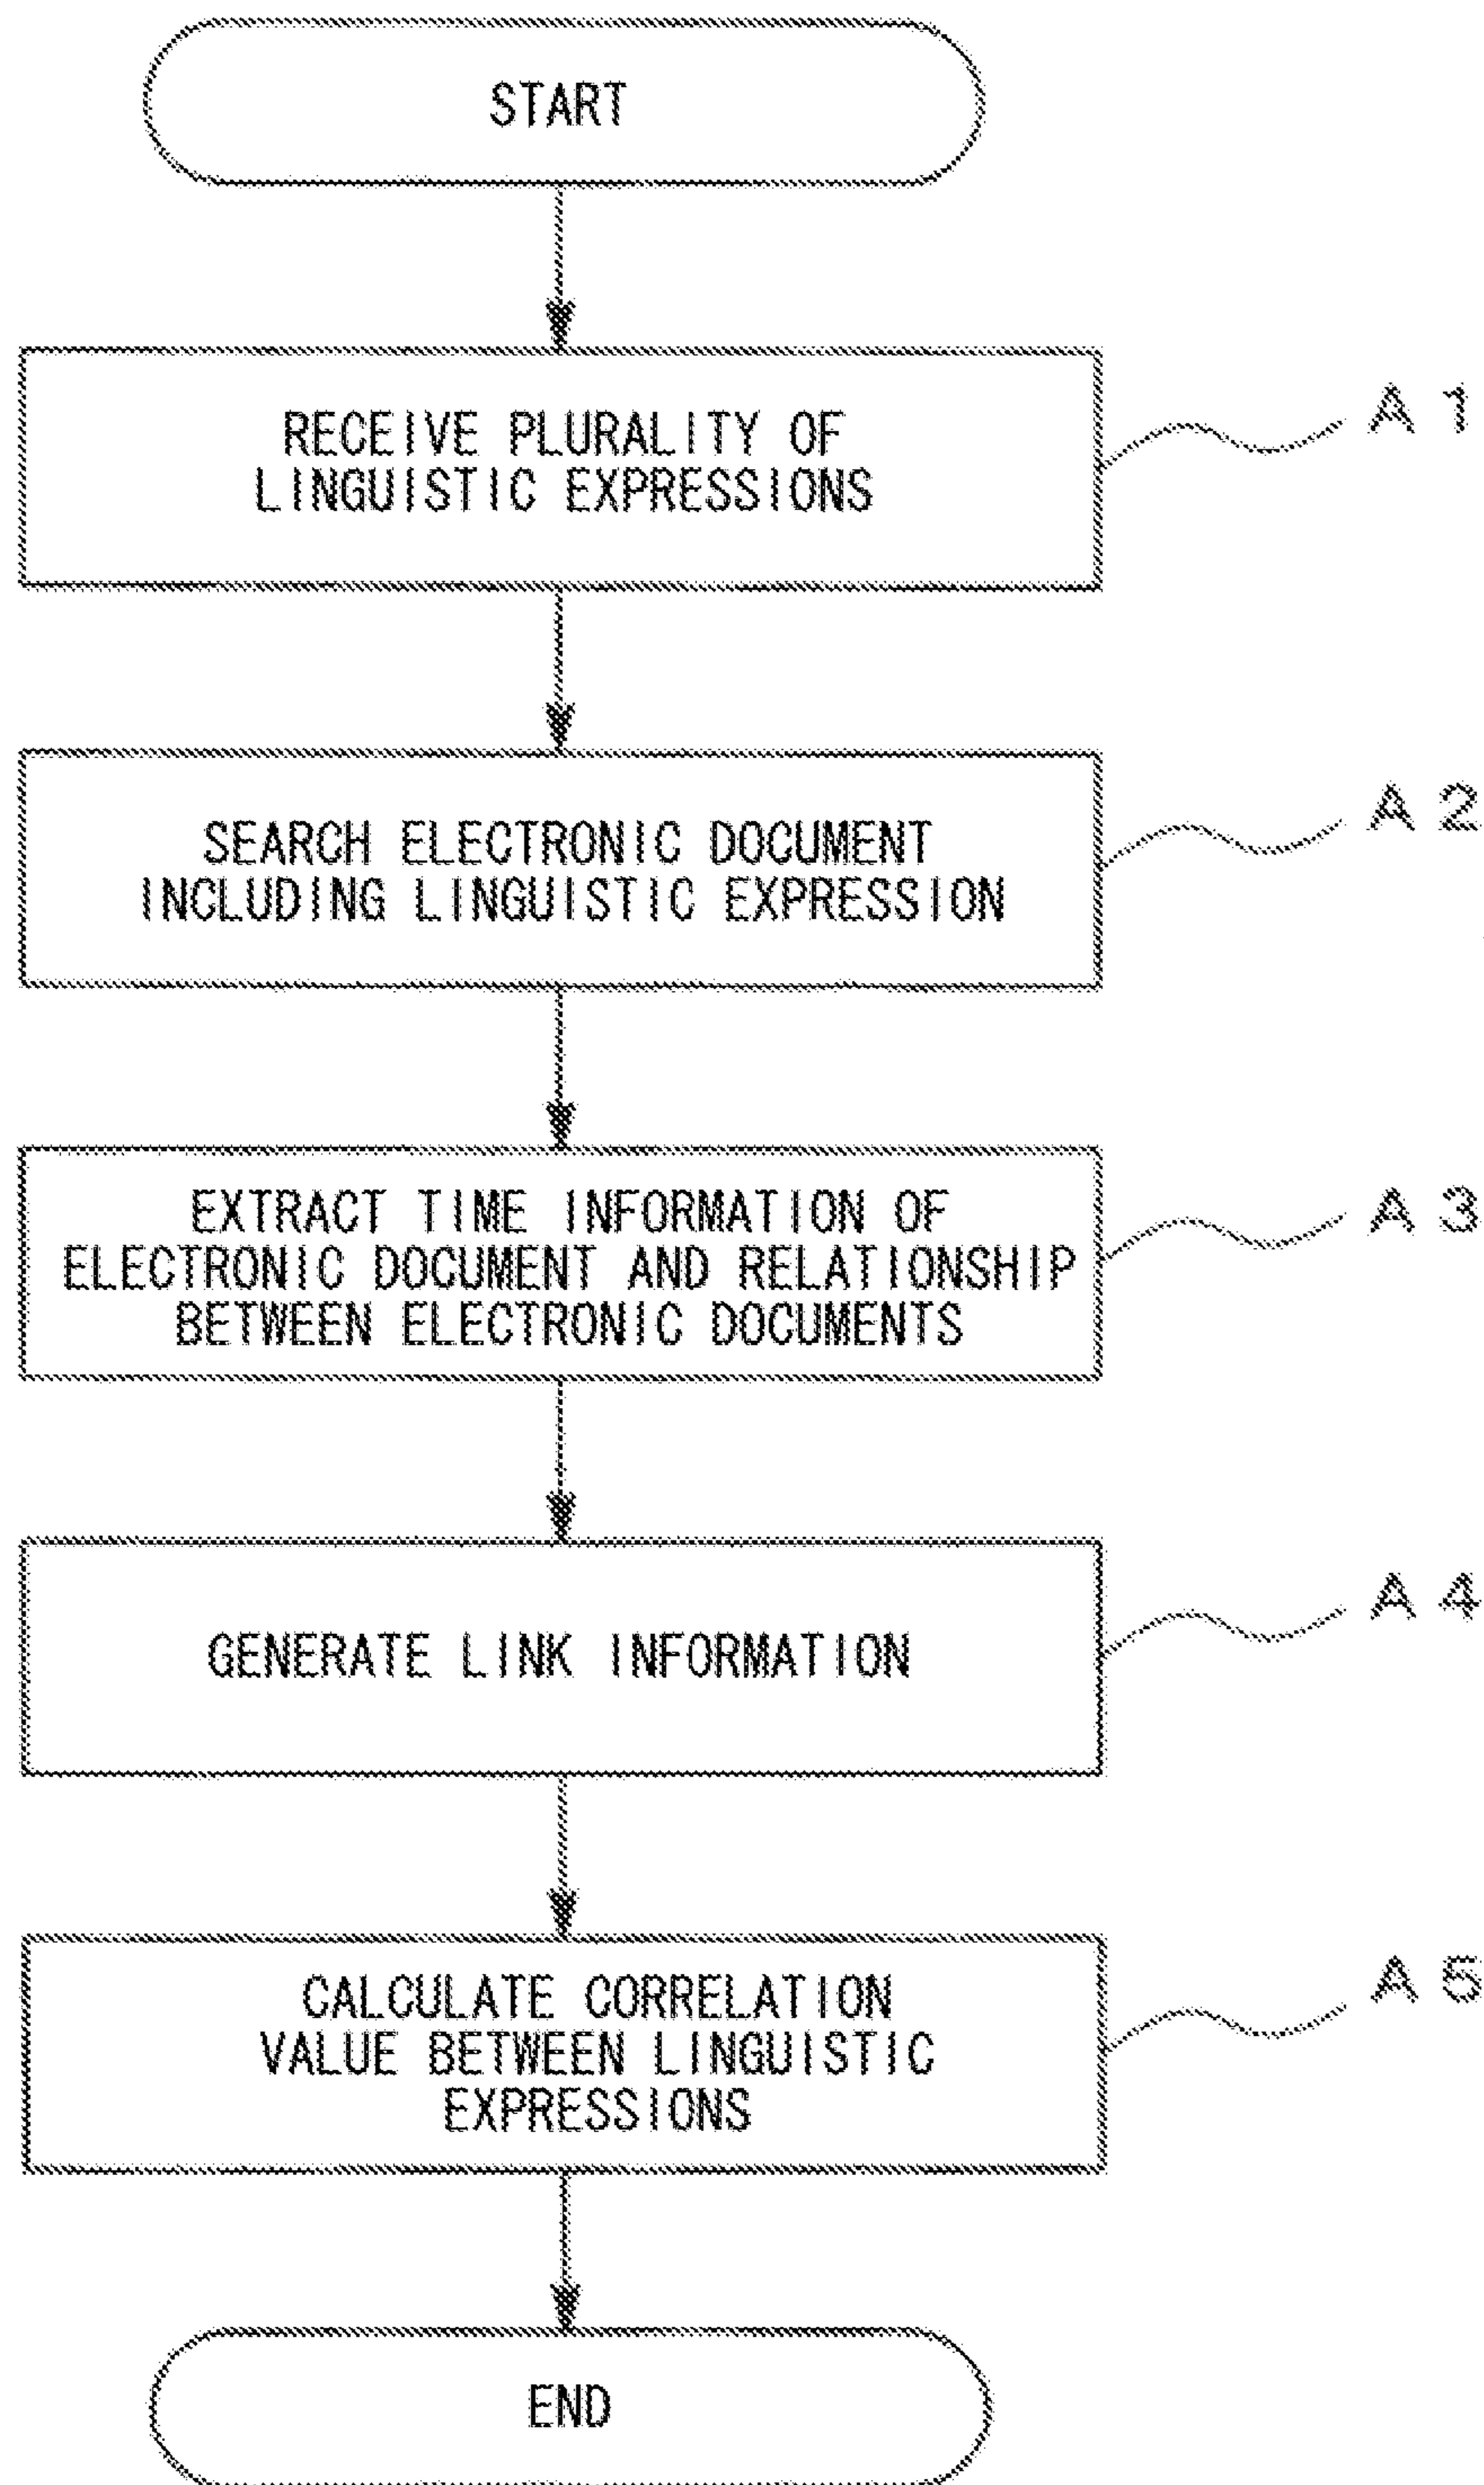 START
RECEIVE PLURALITY OF
LINGUISTIC EXPRESSIONS
A1
SEARCH ELECTRONIC DOCUMENT
INCLUDING LINGUISTIC EXPRESSION
A2
EXTRACT TIME INFORMATION OF
ELECTRONIC DOCUMENT AND RELATIONSHIP
BETWEEN ELECTRONIC DOCUMENTS
A3
GENERATE LINK INFORMATION
A4
CALCULATE CORRELATION
VALUE BETWEEN LINGUISTIC
EXPRESSIONS
A5
END